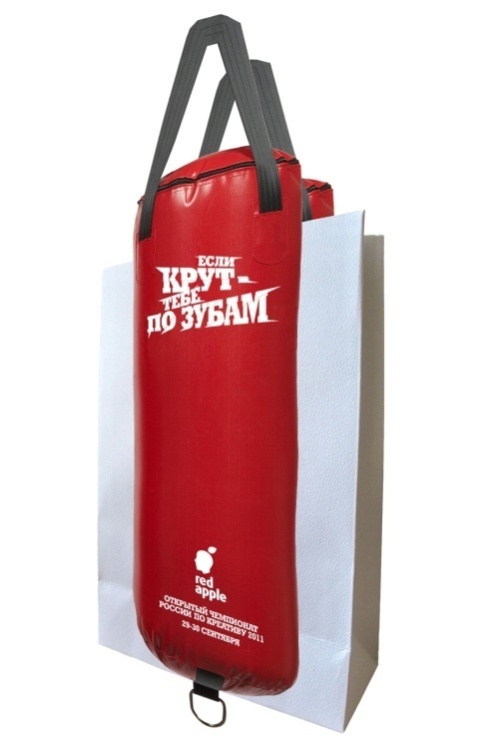 ЕСЛИ
КРУТ-
ТЕБЕ
ПО ЗУБАМ
red
apple
ОТКРЫТЫЙ ЧЕМПИОНАТ
РОССИИ ПО КРЕАТИВУ 2011
29-30 СЕНТЯБРЯ